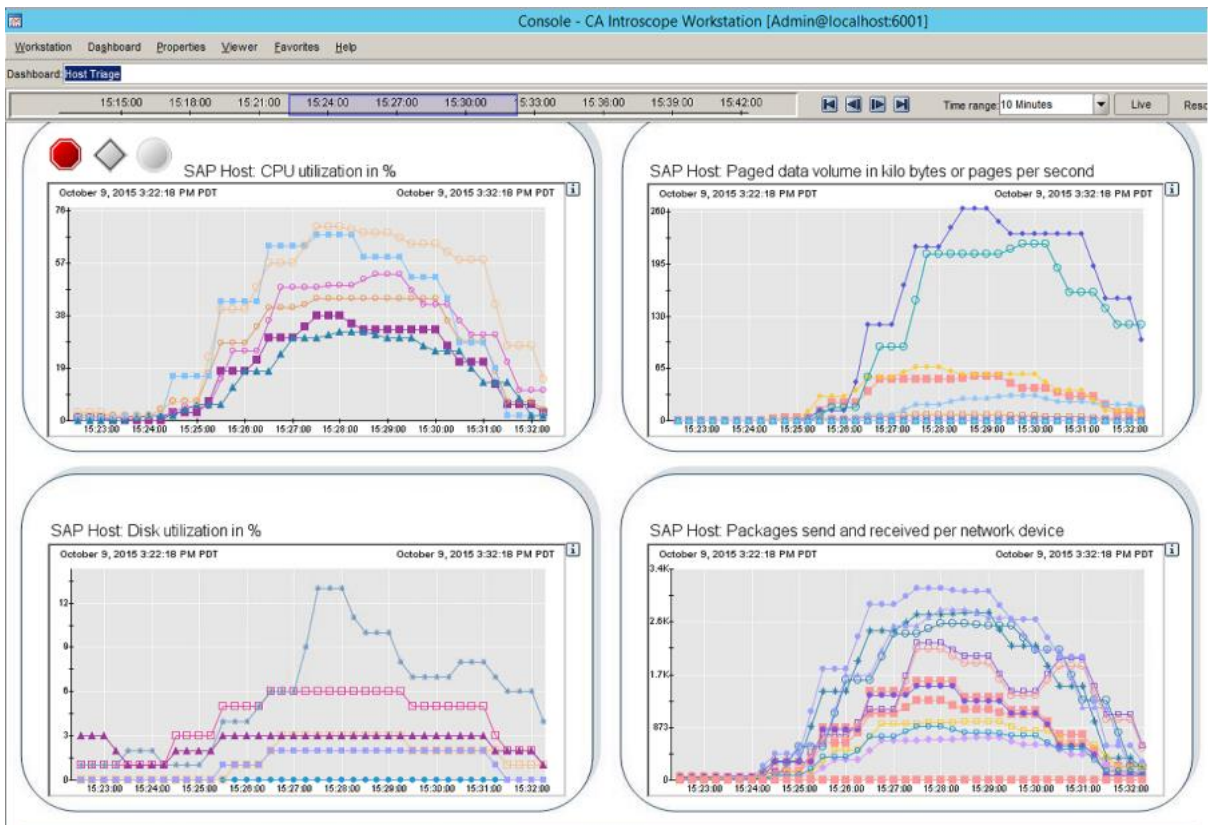 Console - CA Introscope Workstation [Admin@localhost:6001]
Workstation Dashboard Properties Viewer Favorites Help
Dashboard: Host Triage
15:15:00 15:18:00 15:21:00 15:24:00 15:27:00 15:30:00 15:33:00 15:36:00 15:39:00 15:42:00 Time range: 10 Minutes Live Reso
SAP Host: CPU utilization in %
October 9, 2015 3:22:18 PM PDT October 9, 2015 3:32:18 PM PDT
76
57
38
19
0
15:23:00 15:24:00 15:25:00 15:26:00 15:27:00 15:28:00 15:29:00 15:30:00 15:31:00 15:32:00
SAP Host: Paged data volume in kilo bytes or pages per second
October 9, 2015 3:22:18 PM PDT October 9, 2015 3:32:18 PM PDT
260
195
130
65
0
15:23:00 15:24:00 15:25:00 15:26:00 15:27:00 15:28:00 15:29:00 15:30:00 15:31:00 15:32:00
SAP Host: Disk utilization in %
October 9, 2015 3:22:18 PM PDT October 9, 2015 3:32:18 PM PDT
12
9
6
3
0
15:23:00 15:24:00 15:25:00 15:26:00 15:27:00 15:28:00 15:29:00 15:30:00 15:31:00 15:32:00
SAP Host: Packages send and received per network device
October 9, 2015 3:22:18 PM PDT October 9, 2015 3:32:18 PM PDT
3.4K
2.6K
1.7K
873
0
15:23:00 15:24:00 15:25:00 15:26:00 15:27:00 15:28:00 15:29:00 15:30:00 15:31:00 15:32:00